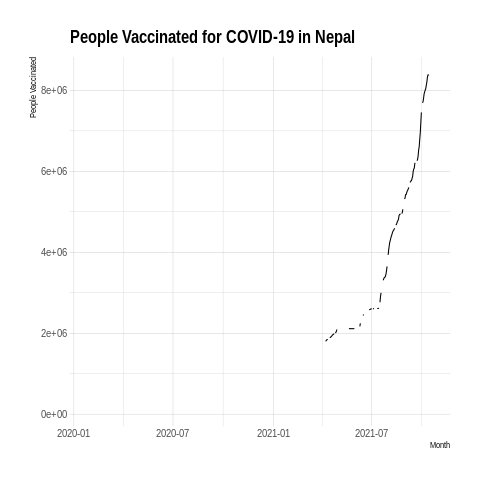 People Vaccinated for COVID-19 in Nepal
People Vaccinated
8e+06
6e+06
4e+06
2e+06
0e+00
2020-01 2020-07 2021-01 2021-07
Month